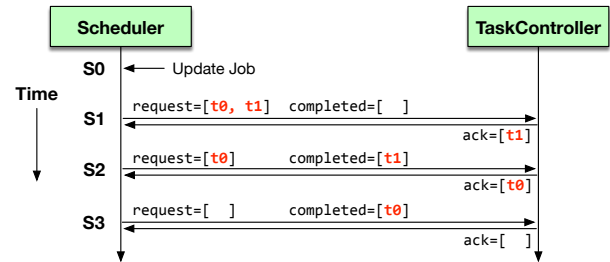 Scheduler TaskController
S0 Update Job
Time
S1 request=[t0, t1] completed=[ ]
ack=[t1]
S2 request=[t0] completed=[t1]
ack=[t0]
S3 request=[ ] completed=[t0]
ack=[ ]